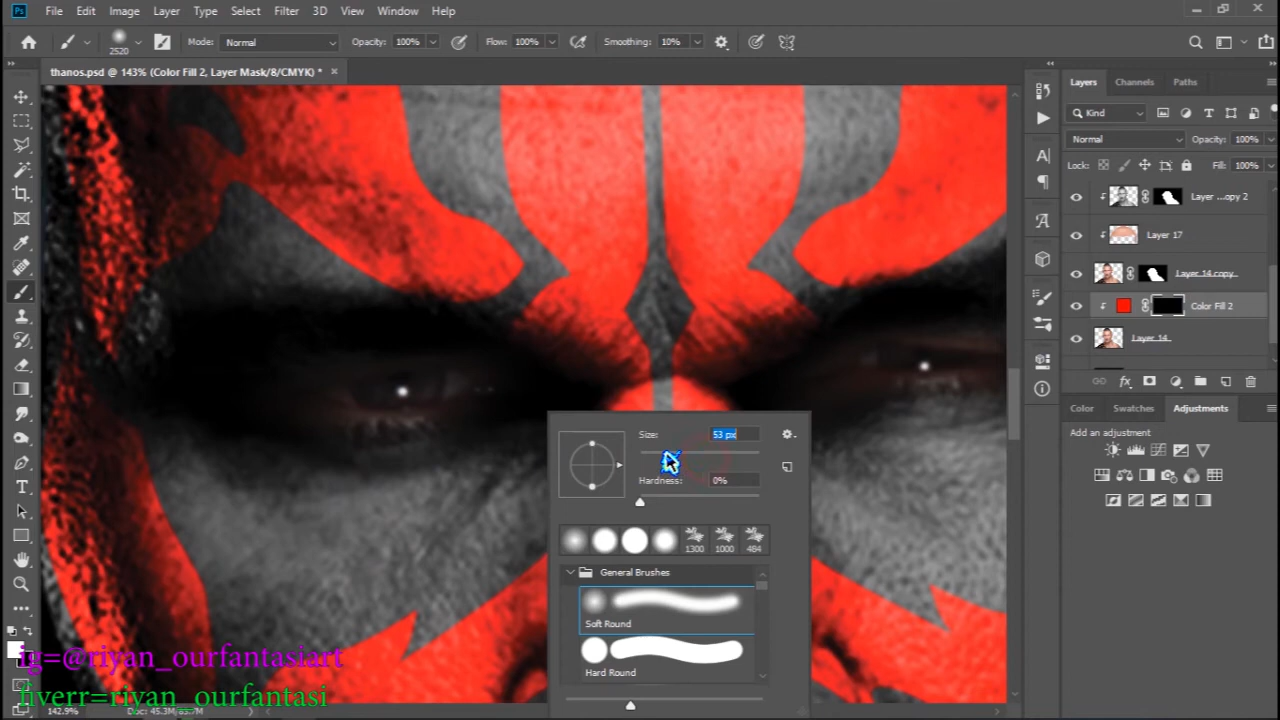 Ps File Edit Image Layer Type Select Filter 3D View Window Help
2520 Mode: Normal Opacity: 100% Flow: 100% Smoothing: 10%
thanos.psd @ 143% (Color Fill 2, Layer Mask/8/CMYK) * ×
Layers Channels Paths
Kind
Normal Opacity: 100%
Lock: Fill: 100%
Layer ...opy 2
Layer 17
Layer 14 copy
Color Fill 2
Layer 14
fx
Color Swatches Adjustments
Add an adjustment
Size: 53 px
Hardness: 0%
1300 1000 484
General Brushes
Soft Round
Hard Round
ig=@riyan_ourfantasiart
fiverr=riyan_ourfantasi
142.9%